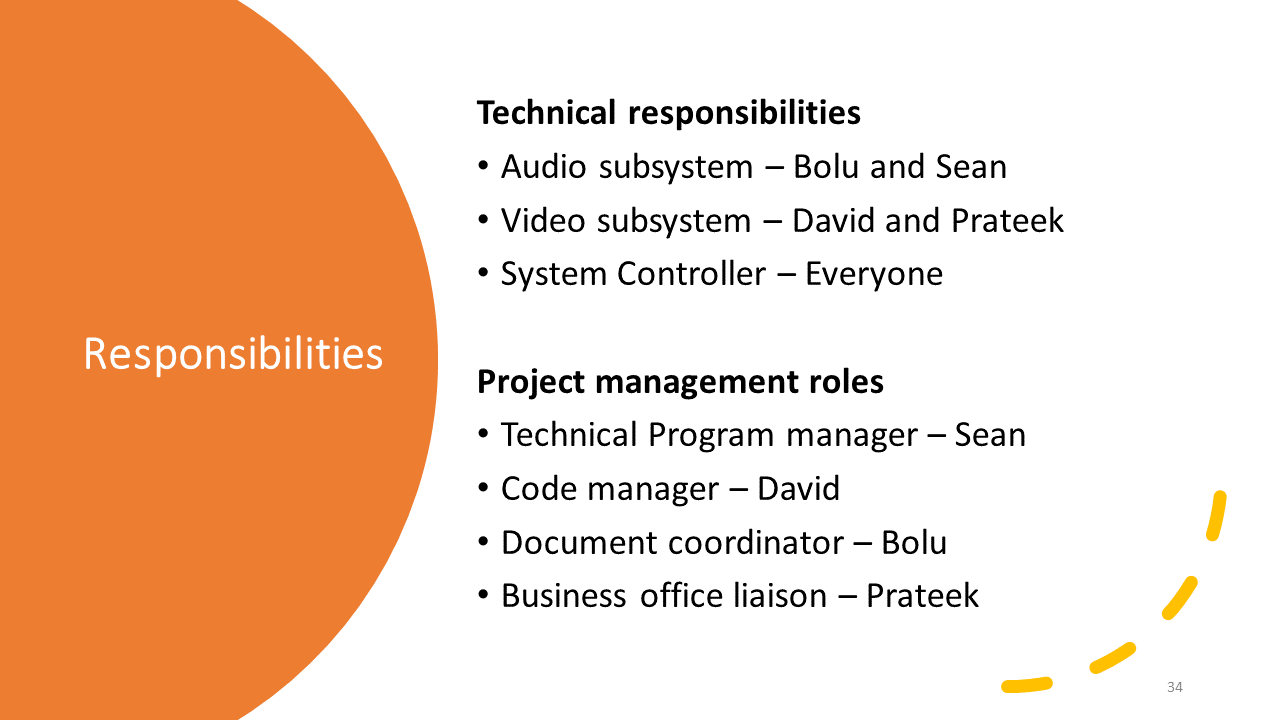 Responsibilities
Technical responsibilities
• Audio subsystem – Bolu and Sean
• Video subsystem – David and Prateek
• System Controller – Everyone
Project management roles
• Technical Program manager – Sean
• Code manager – David
• Document coordinator – Bolu
• Business office liaison – Prateek
34